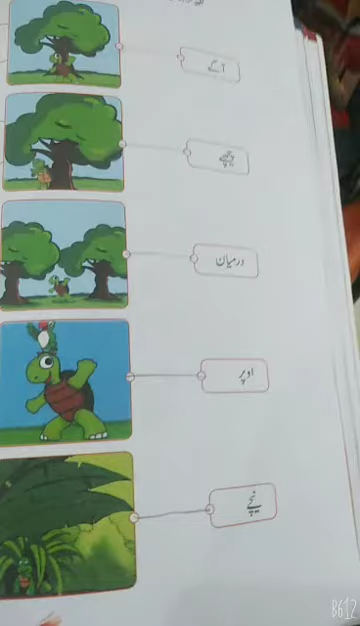 آگے
پیچھے
درمیان
اوپر
نیچے
B612